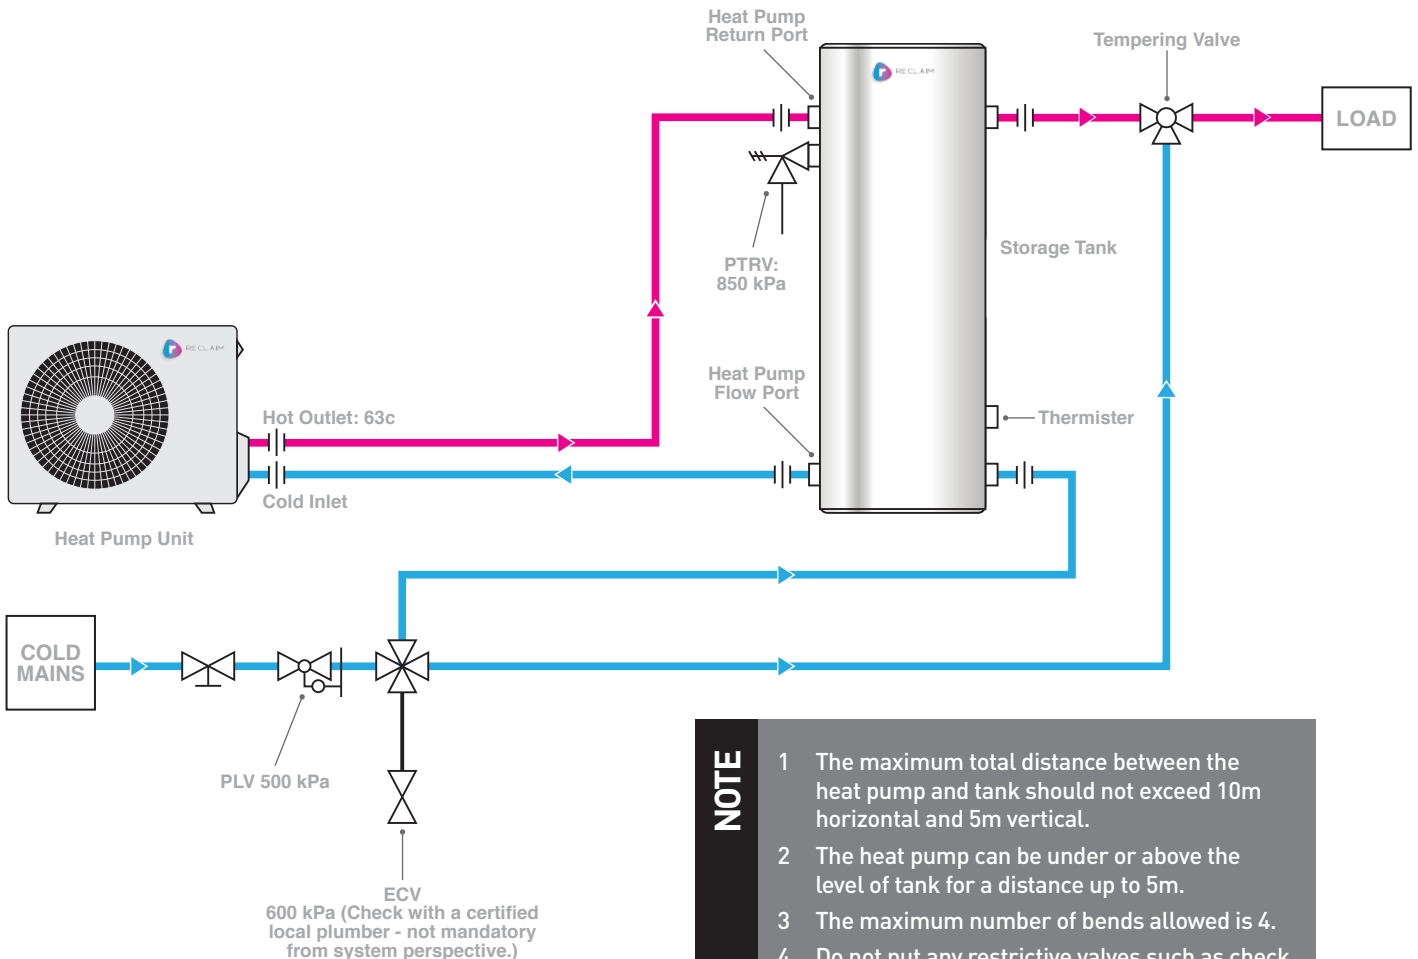 Heat Pump
Return Port
Tempering Valve
RECLAIM
LOAD
PTRV:
850 kPa
Storage Tank
RECLAIM
Heat Pump
Flow Port
Hot Outlet: 63c
Thermister
Cold Inlet
Heat Pump Unit
COLD
MAINS
PLV 500 kPa
ECV
600 kPa (Check with a certified
local plumber - not mandatory
from system perspective.)
NOTE
1 The maximum total distance between the
heat pump and tank should not exceed 10m
horizontal and 5m vertical.
2 The heat pump can be under or above the
level of tank for a distance up to 5m.
3 The maximum number of bends allowed is 4.
4 Do not put any restrictive valves such as check